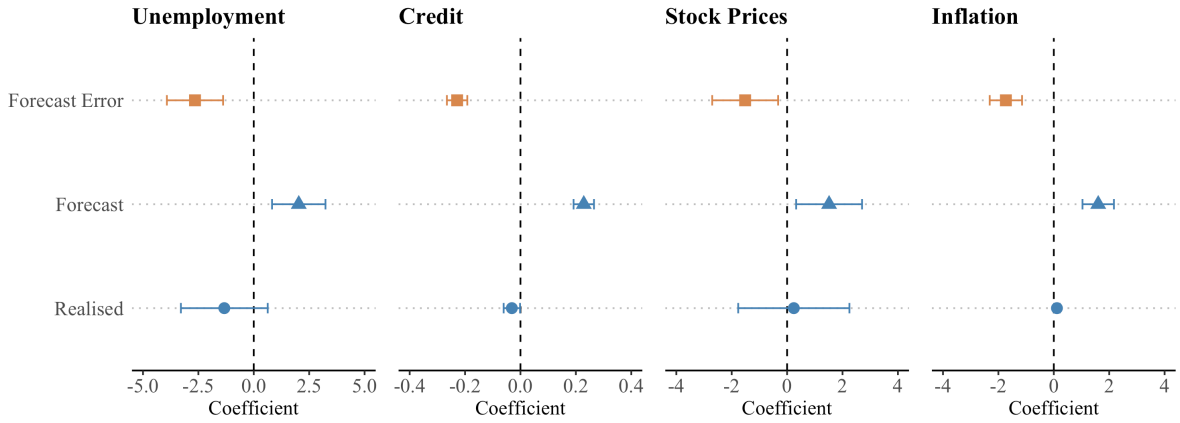 Unemployment Credit Stock Prices Inflation
Forecast Error
Forecast
Realised
-5.0 -2.5 0.0 2.5 5.0 -0.4 -0.2 0.0 0.2 0.4 -4 -2 0 2 4 -4 -2 0 2 4
Coefficient Coefficient Coefficient Coefficient